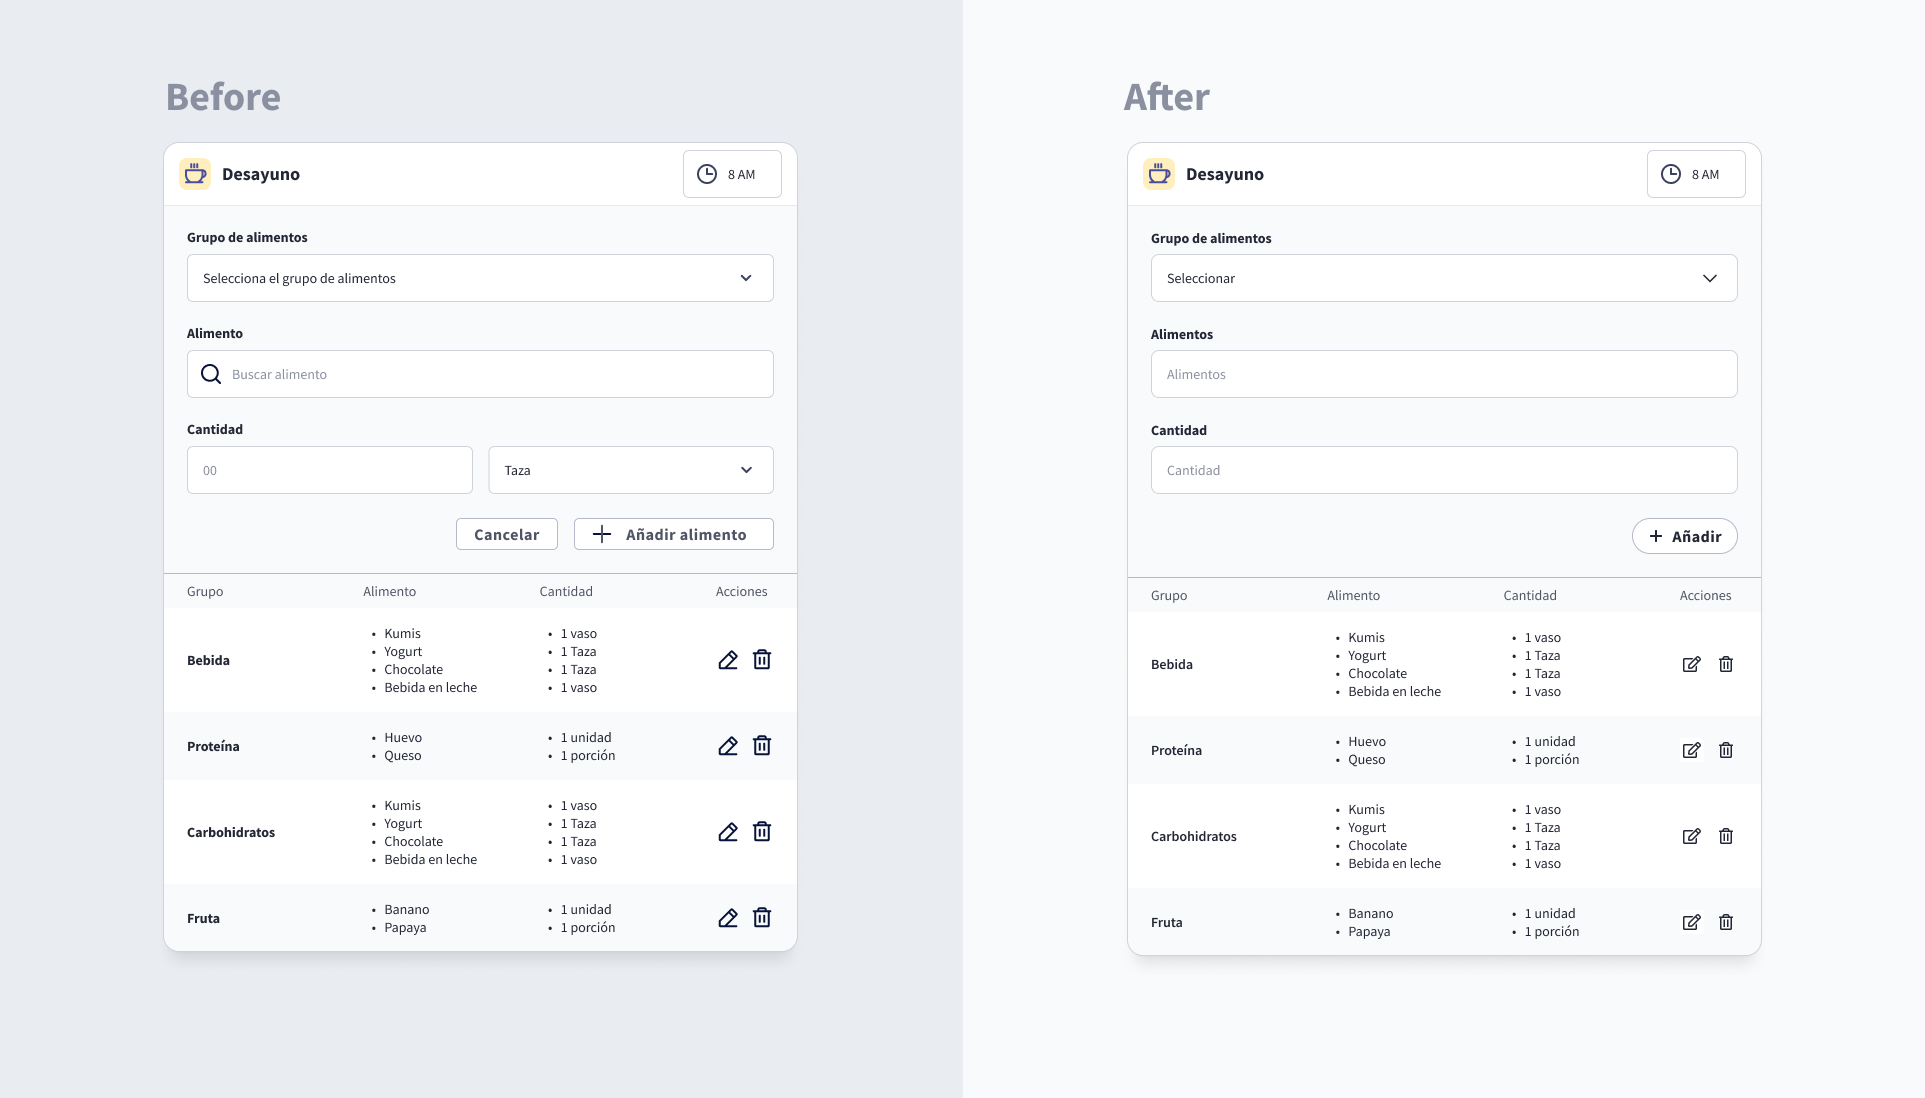 Before
Desayuno
8 AM
Grupo de alimentos
Selecciona el grupo de alimentos
Alimento
Buscar alimento
Cantidad
00
Taza
Cancelar
Añadir alimento
Grupo Alimento Cantidad Acciones
Bebida
• Kumis
• Yogurt
• Chocolate
• Bebida en leche
• 1 vaso
• 1 Taza
• 1 Taza
• 1 vaso
Proteína
• Huevo
• Queso
• 1 unidad
• 1 porción
Carbohidratos
• Kumis
• Yogurt
• Chocolate
• Bebida en leche
• 1 vaso
• 1 Taza
• 1 Taza
• 1 vaso
Fruta
• Banano
• Papaya
• 1 unidad
• 1 porción
After
Desayuno
8 AM
Grupo de alimentos
Seleccionar
Alimentos
Alimentos
Cantidad
Cantidad
+ Añadir
Grupo Alimento Cantidad Acciones
Bebida
• Kumis
• Yogurt
• Chocolate
• Bebida en leche
• 1 vaso
• 1 Taza
• 1 Taza
• 1 vaso
Proteína
• Huevo
• Queso
• 1 unidad
• 1 porción
Carbohidratos
• Kumis
• Yogurt
• Chocolate
• Bebida en leche
• 1 vaso
• 1 Taza
• 1 Taza
• 1 vaso
Fruta
• Banano
• Papaya
• 1 unidad
• 1 porción